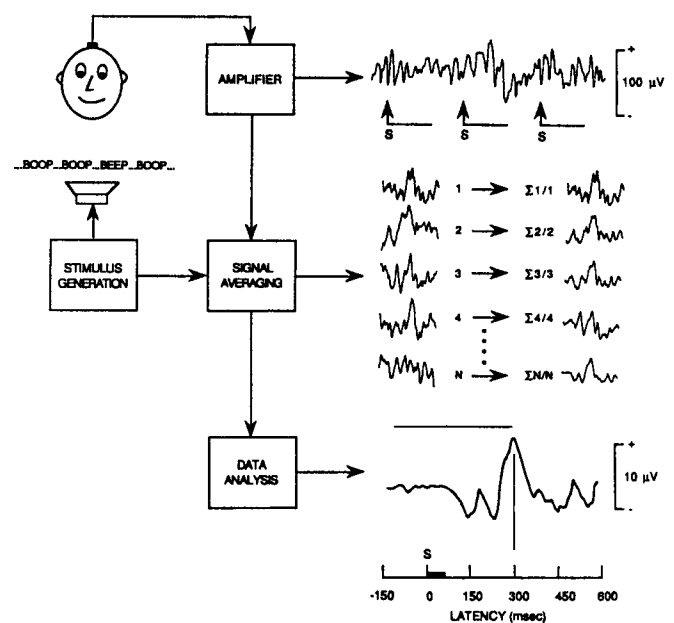 AMPLIFIER
+
100 µV
-
S
S
S
...BOOP...BOOP...BEEP...BOOP...
STIMULUS
GENERATION
SIGNAL
AVERAGING
1
Σ1/1
2
Σ2/2
3
Σ3/3
4
Σ4/4
N
ΣN/N
DATA
ANALYSIS
+
10 µV
-
S
-150 0 150 300 450 600
LATENCY (msec)